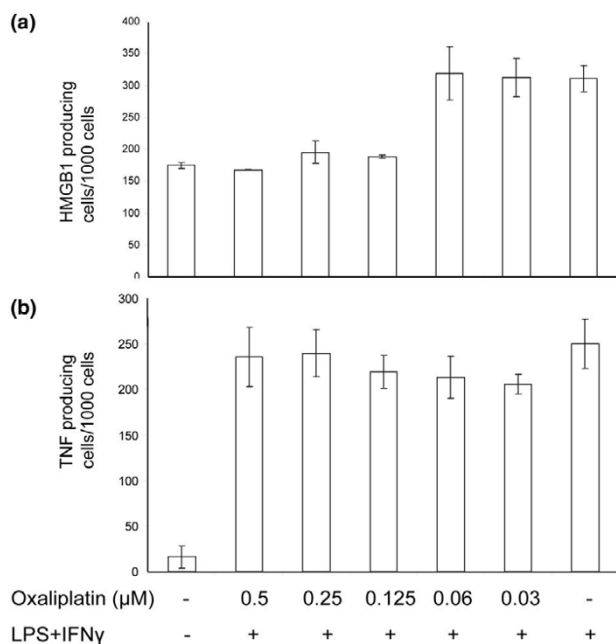 (a)
HMGB1 producing
cells/1000 cells
400
350
300
250
200
150
100
50
0
(b)
TNF producing
cells/1000 cells
300
250
200
150
100
50
0
Oxaliplatin (µM) - 0.5 0.25 0.125 0.06 0.03 -
LPS+IFNγ - + + + + + +